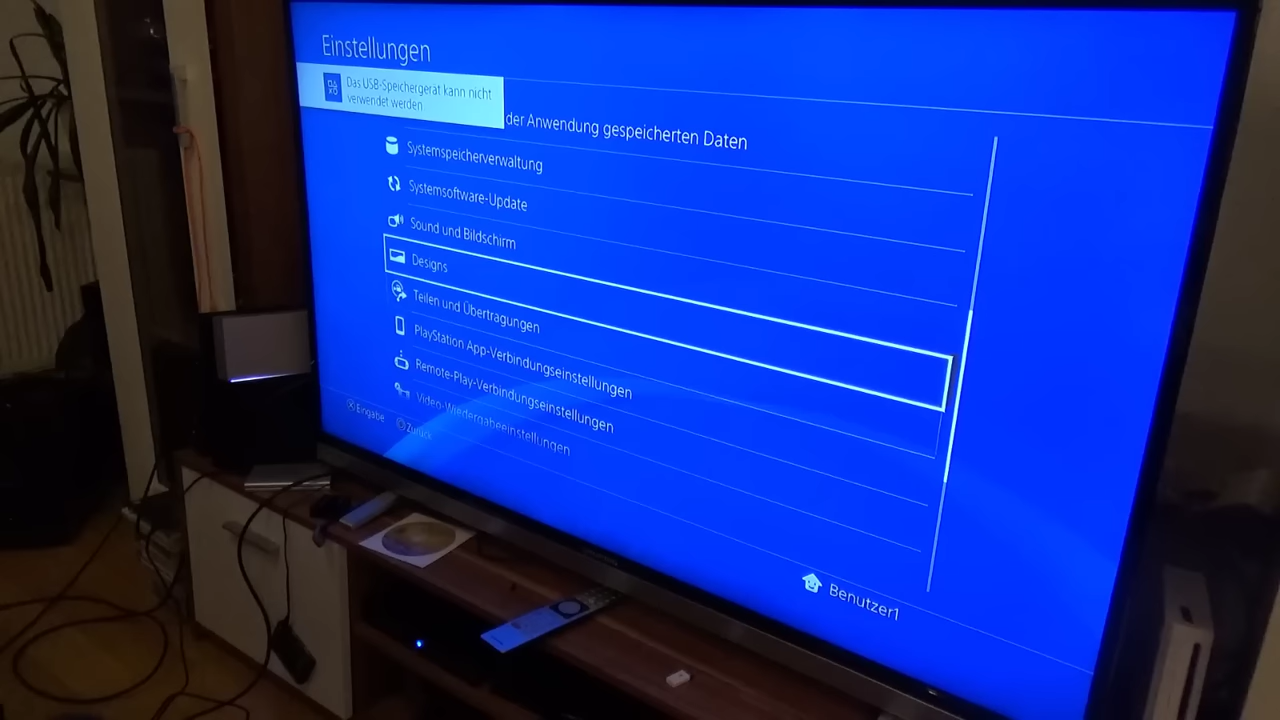 Einstellungen
Das USB-Speichergerät kann nicht
verwendet werden
der Anwendung gespeicherten Daten
Systemspeicherverwaltung
Systemsoftware-Update
Sound und Bildschirm
Designs
Teilen und Übertragungen
PlayStation App-Verbindungseinstellungen
Remote-Play-Verbindungseinstellungen
Video-Wiedergabeeinstellungen
Eingabe
Zurück
Benutzer1